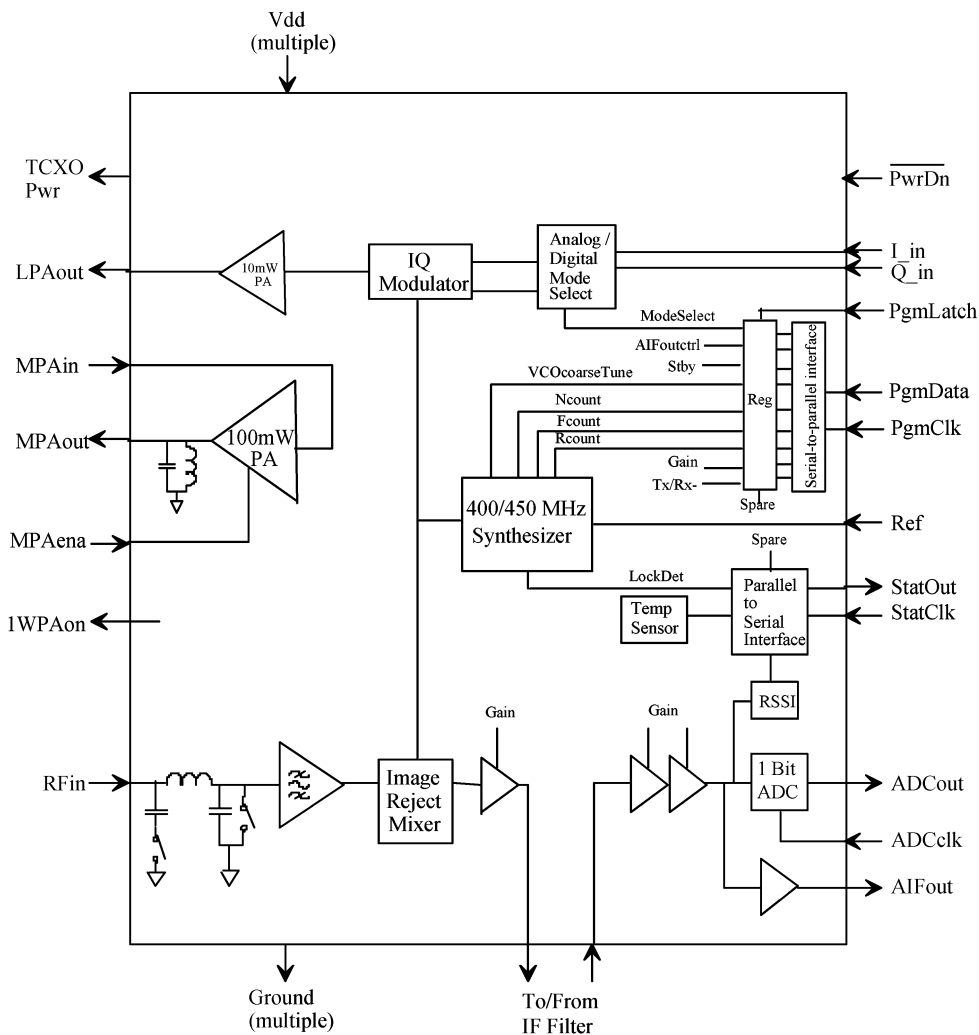 Vdd
(multiple)
TCXO
Pwr
PwrDn
LPAout
10mW
PA
IQ
Modulator
Analog /
Digital
Mode
Select
I_in
Q_in
ModeSelect
PgmLatch
MPAin
AIFoutctrl
Stby
VCOcoarseTune
Reg
Serial-to-parallel interface
PgmData
Ncount
MPAout
100mW
PA
Fcount
PgmClk
Rcount
Gain
Tx/Rx-
Spare
400/450 MHz
Synthesizer
Ref
MPAena
Spare
LockDet
Parallel
to
Serial
Interface
StatOut
StatClk
Temp
Sensor
1WPAon
RSSI
Gain
Gain
RFin
Image
Reject
Mixer
1 Bit
ADC
ADCout
ADCclk
AIFout
Ground
(multiple)
To/From
IF Filter